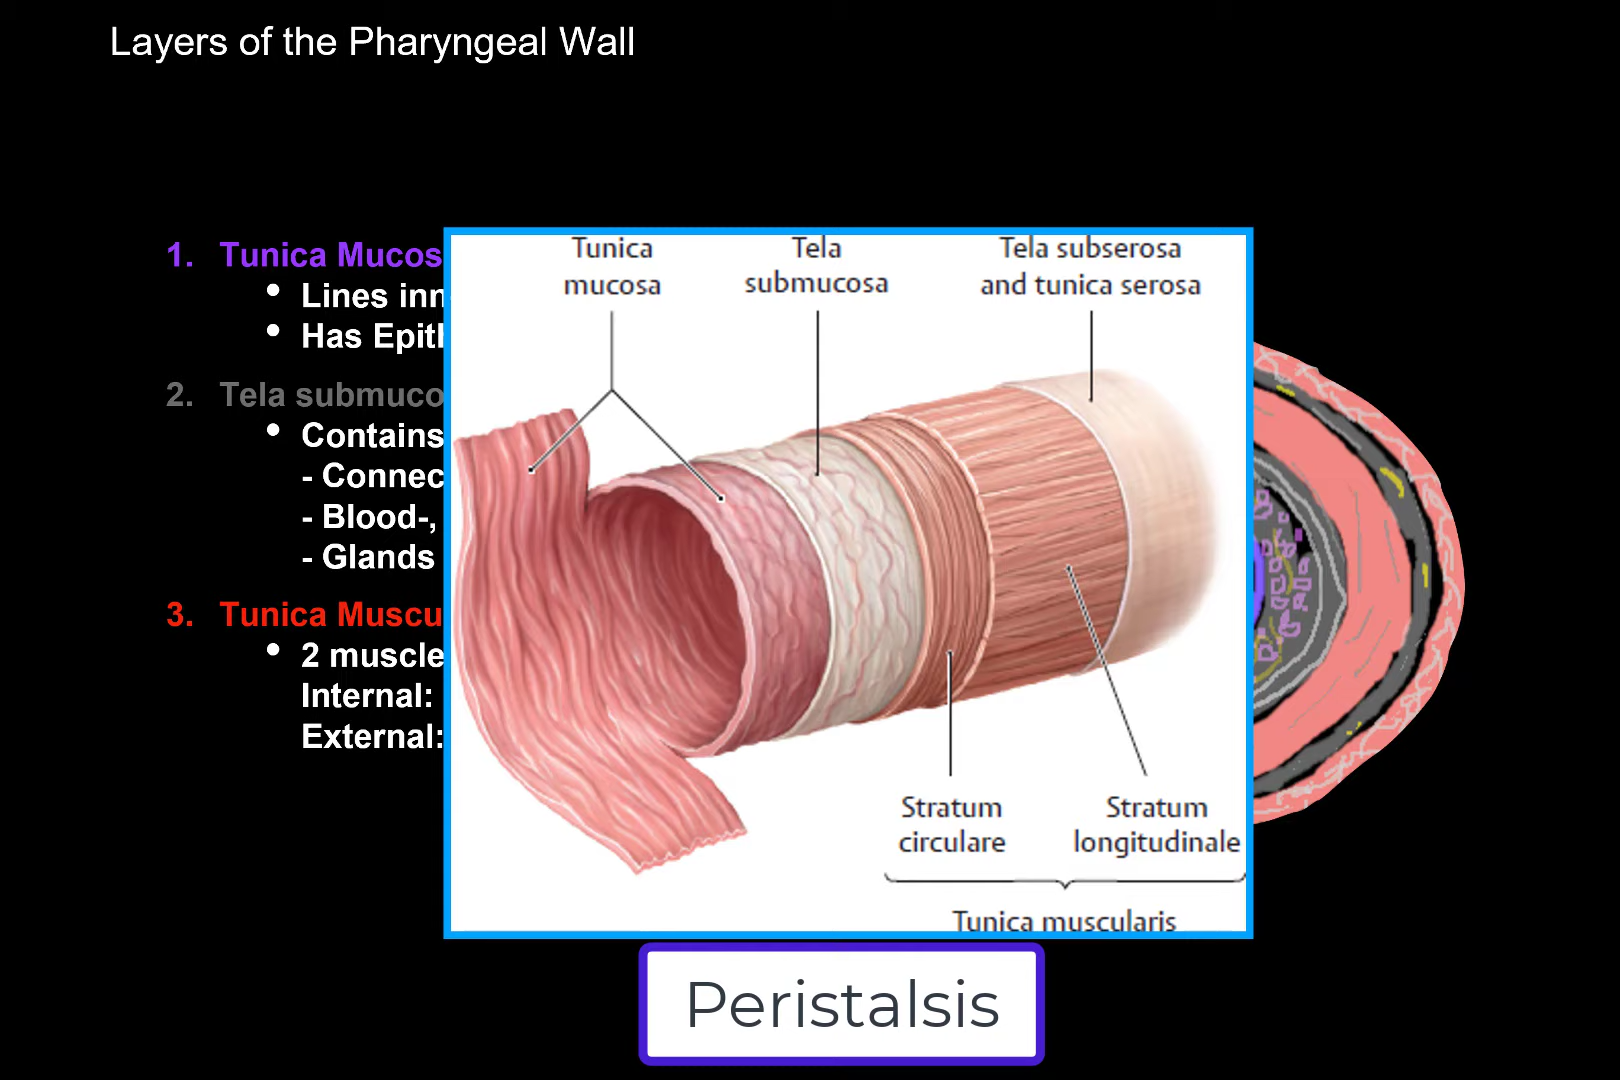 Layers of the Pharyngeal Wall
1. Tunica Mucos
• Lines inn
• Has Epith
2. Tela submuco
• Contains
- Connec
- Blood-,
- Glands
3. Tunica Muscu
• 2 muscle
Internal:
External:
Tunica
mucosa
Tela
submucosa
Tela subserosa
and tunica serosa
Stratum
circulare
Stratum
longitudinale
Tunica muscularis
Peristalsis